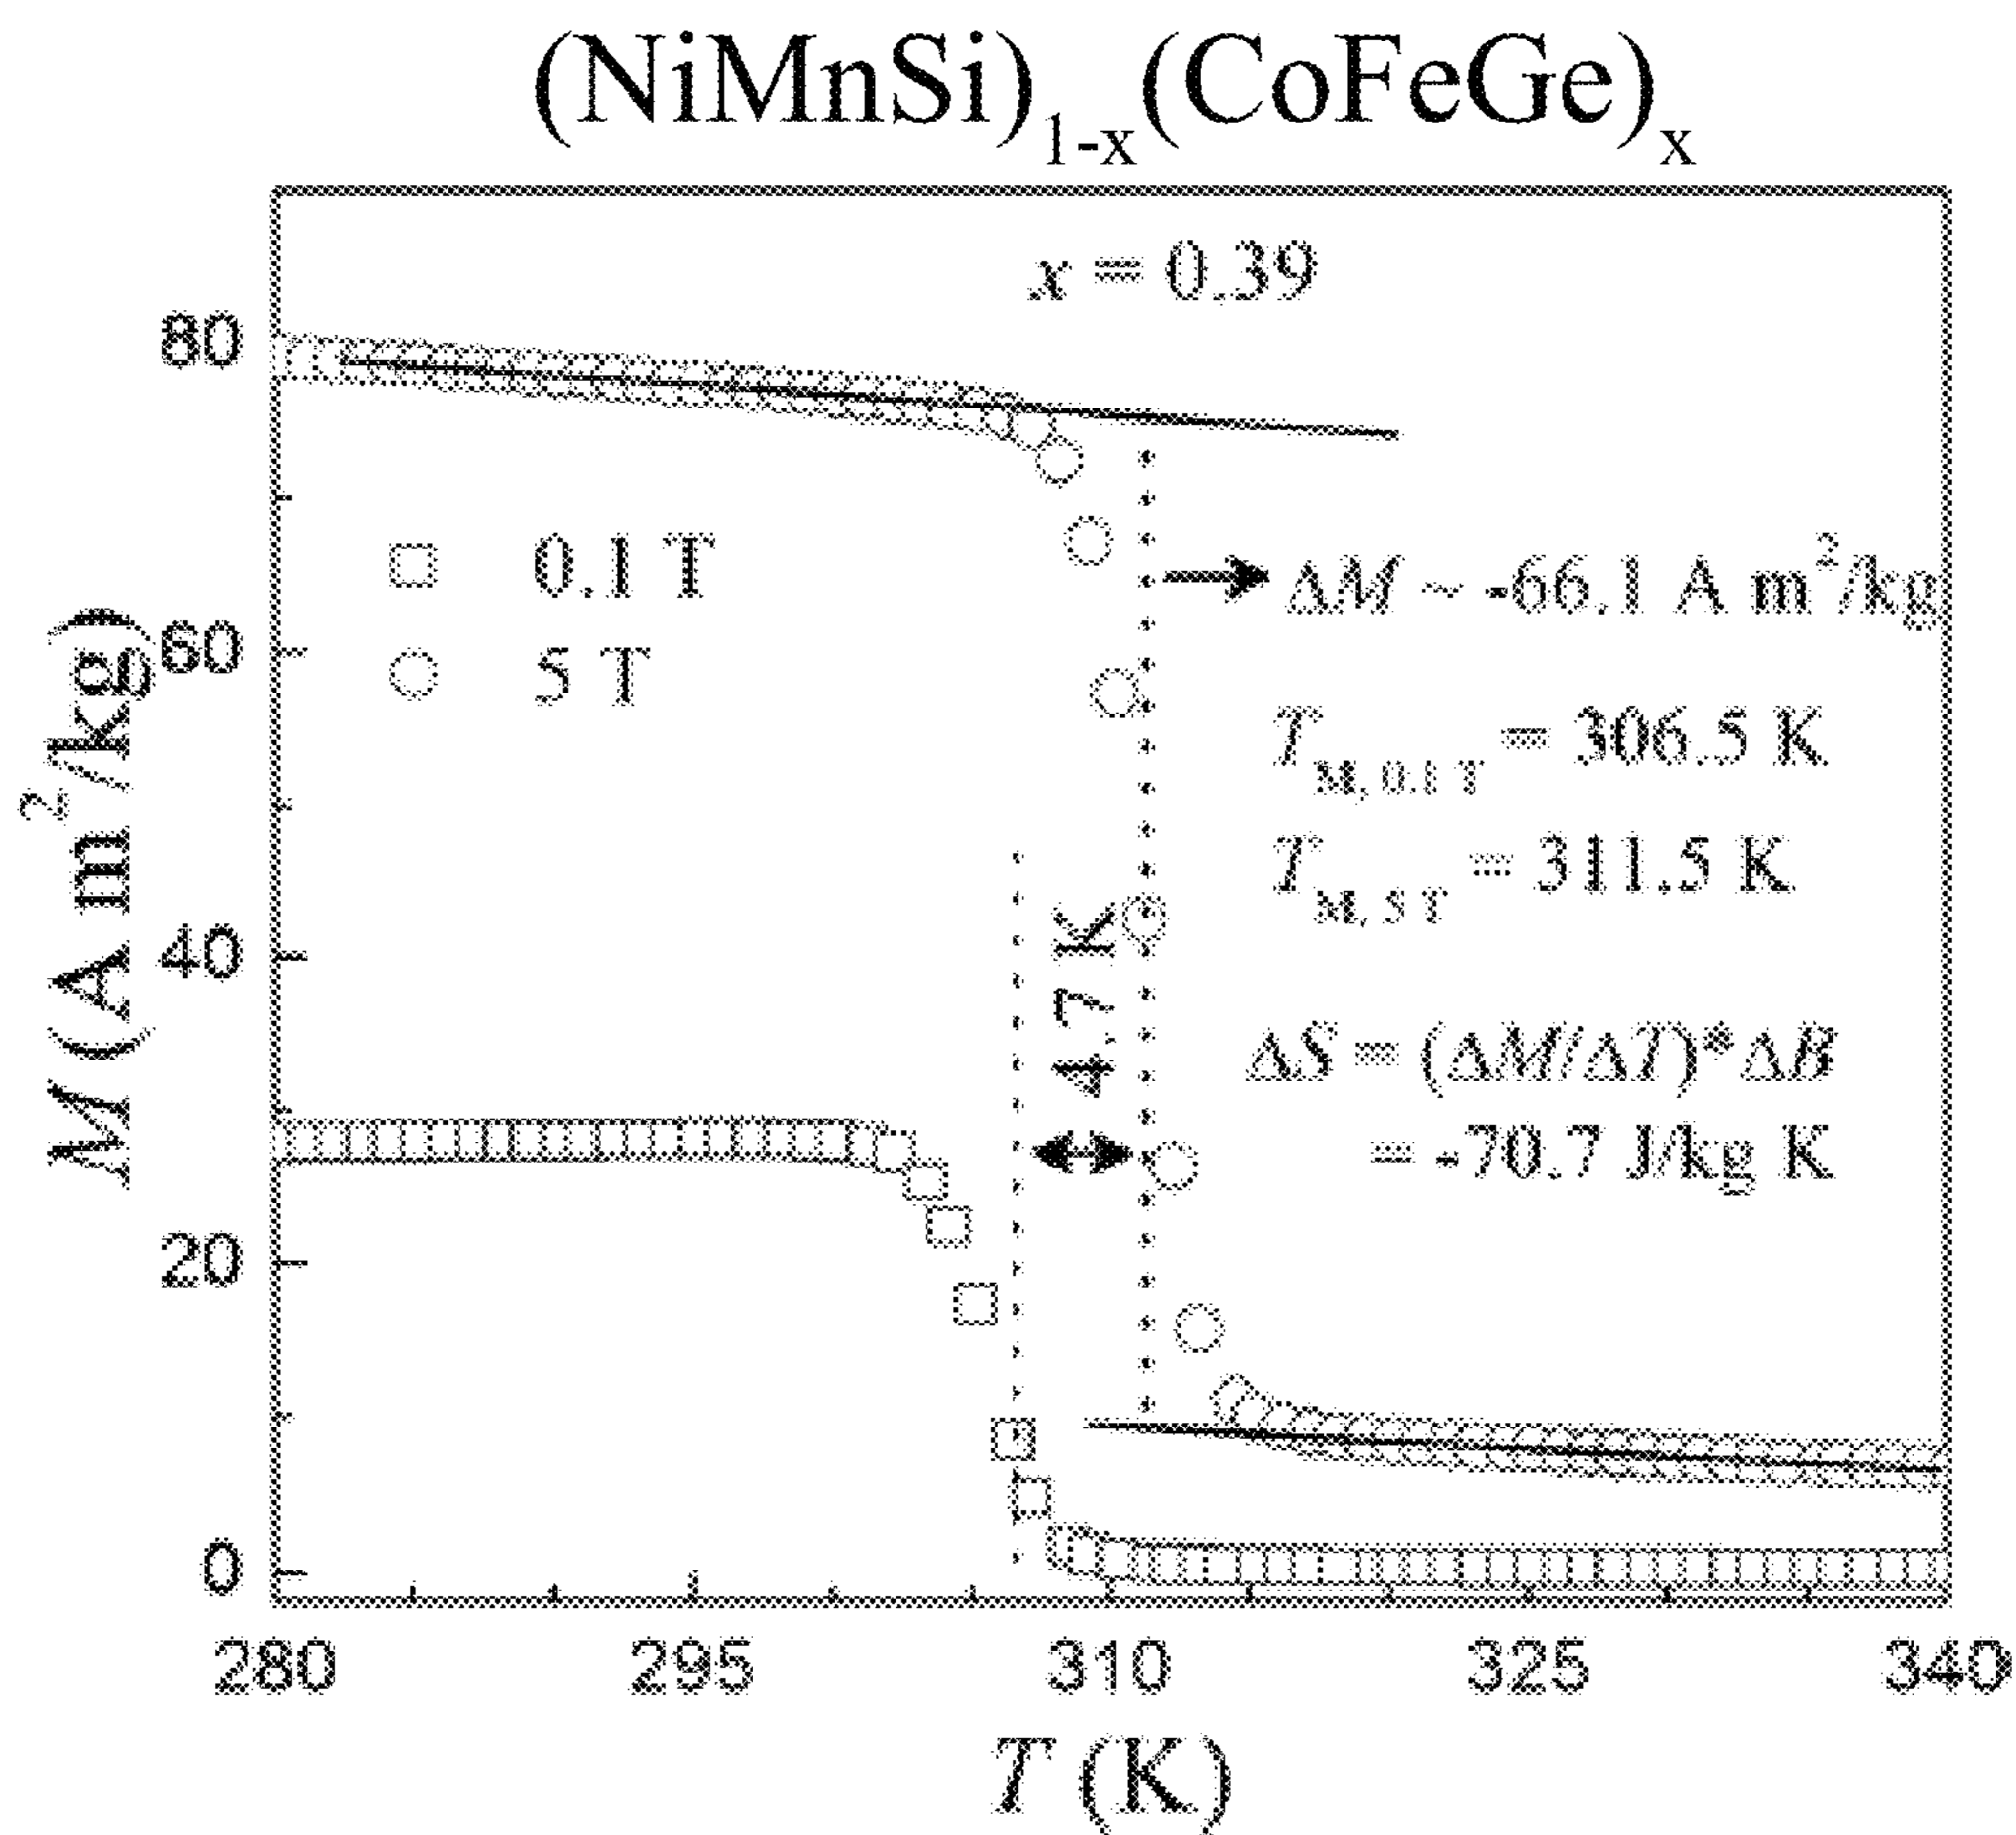 (NiMnSi)1-x(CoFeGe)x
x = 0.39
80
60
40
20
0
M (A m²/kg)
0.1 T
5 T
ΔM ~ -66.1 A m²/kg
TM, 0.1 T = 306.5 K
TM, 5 T = 311.5 K
4.7 K
ΔS = (ΔM/ΔT)*ΔB
= -70.7 J/kg K
280 295 310 325 340
T (K)